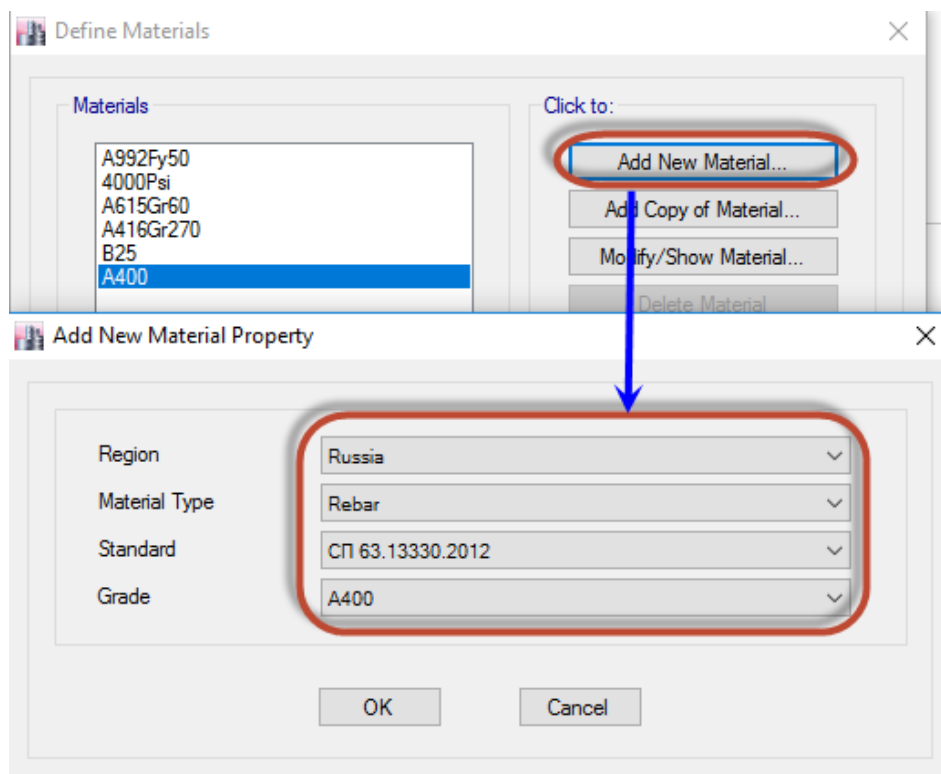 Define Materials
Materials
Click to:
A992Fy50
4000Psi
A615Gr60
A416Gr270
B25
A400
Add New Material...
Add Copy of Material...
Modify/Show Material...
Delete Material
Add New Material Property
Region
Russia
Material Type
Rebar
Standard
СП 63.13330.2012
Grade
A400
OK
Cancel